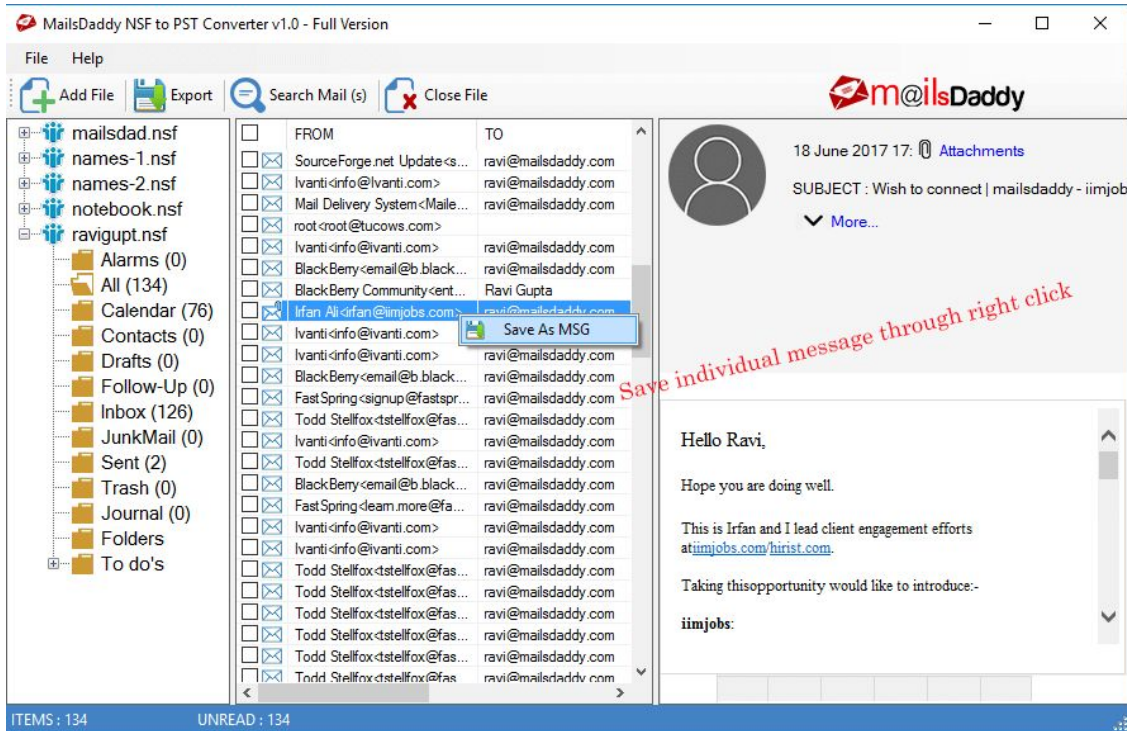 MailsDaddy NSF to PST Converter v1.0 - Full Version
File Help
Add File Export Search Mail (s) Close File
m@ilsDaddy
mailsdad.nsf
names-1.nsf
names-2.nsf
notebook.nsf
ravigupt.nsf
Alarms (0)
All (134)
Calendar (76)
Contacts (0)
Drafts (0)
Follow-Up (0)
Inbox (126)
JunkMail (0)
Sent (2)
Trash (0)
Journal (0)
Folders
To do's
FROM TO
SourceForge.net Update<s... ravi@mailsdaddy.com
Ivanti<info@Ivanti.com> ravi@mailsdaddy.com
Mail Delivery System<Maile... ravi@mailsdaddy.com
root<root@tucows.com>
Ivanti<info@ivanti.com> ravi@mailsdaddy.com
BlackBerry<email@b.black... ravi@mailsdaddy.com
BlackBerry Community<ent... Ravi Gupta
Irfan Ali<irfan@iimjobs.com> ravi@mailsdaddy.com
Save As MSG
Ivanti<info@ivanti.com>
Ivanti<info@ivanti.com> ravi@mailsdaddy.com
BlackBerry<email@b.black... ravi@mailsdaddy.com
FastSpring<signup@fastspr... ravi@mailsdaddy.com
Todd Stellfox<tstellfox@fas... ravi@mailsdaddy.com
Ivanti<info@ivanti.com> ravi@mailsdaddy.com
Todd Stellfox<tstellfox@fas... ravi@mailsdaddy.com
BlackBerry<email@b.black... ravi@mailsdaddy.com
FastSpring<learn.more@fa... ravi@mailsdaddy.com
Ivanti<info@ivanti.com> ravi@mailsdaddy.com
Ivanti<info@ivanti.com> ravi@mailsdaddy.com
Todd Stellfox<tstellfox@fas... ravi@mailsdaddy.com
Todd Stellfox<tstellfox@fas... ravi@mailsdaddy.com
Todd Stellfox<tstellfox@fas... ravi@mailsdaddy.com
Todd Stellfox<tstellfox@fas... ravi@mailsdaddy.com
Todd Stellfox<tstellfox@fas... ravi@mailsdaddy.com
Todd Stellfox<tstellfox@fas ravi@mailsdaddy.com
18 June 2017 17: Attachments
SUBJECT : Wish to connect | mailsdaddy - iimjob
More...
Save individual message through right click
Hello Ravi,
Hope you are doing well.
This is Irfan and I lead client engagement efforts
atiimjobs.com/hirist.com.
Taking thisopportunity would like to introduce:-
iimjobs:
ITEMS : 134 UNREAD : 134